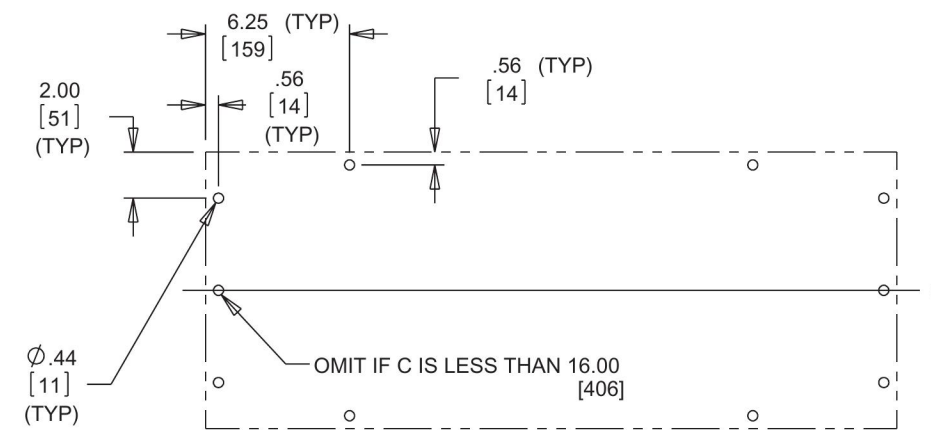 6.25 (TYP)
[159]
.56
[14]
(TYP)
.56 (TYP)
[14]
2.00
[51]
(TYP)
Ø.44
[11]
(TYP)
OMIT IF C IS LESS THAN 16.00
[406]